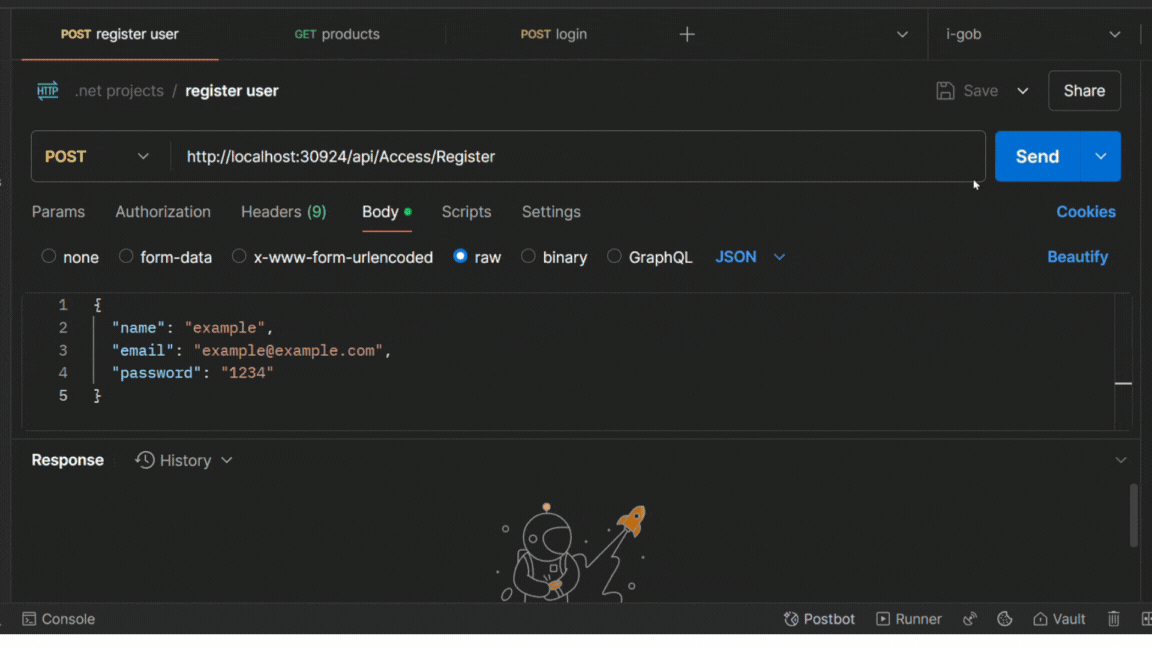 POST register user GET products POST login i-gob
HTTP .net projects / register user Save Share
POST http://localhost:30924/api/Access/Register Send
Params Authorization Headers (9) Body Scripts Settings Cookies
none form-data x-www-form-urlencoded raw binary GraphQL JSON Beautify
1 {
2 "name": "example",
3 "email": "example@example.com",
4 "password": "1234"
5 }
Response History
Console Postbot Runner Vault